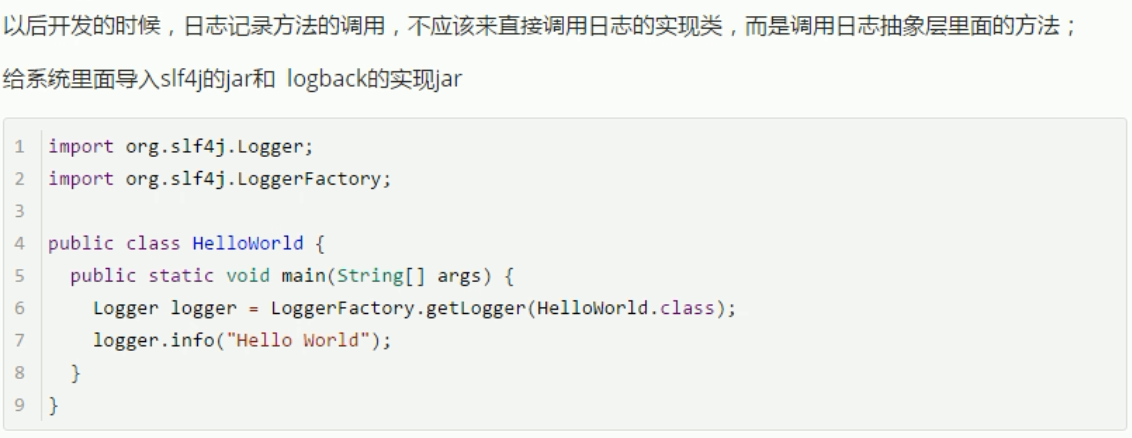 以后开发的时候，日志记录方法的调用，不应该来直接调用日志的实现类，而是调用日志抽象层里面的方法；
给系统里面导入slf4j的jar和 logback的实现jar
1 import org.slf4j.Logger;
2 import org.slf4j.LoggerFactory;
3
4 public class HelloWorld {
5   public static void main(String[] args) {
6     Logger logger = LoggerFactory.getLogger(HelloWorld.class);
7     logger.info("Hello World");
8   }
9 }